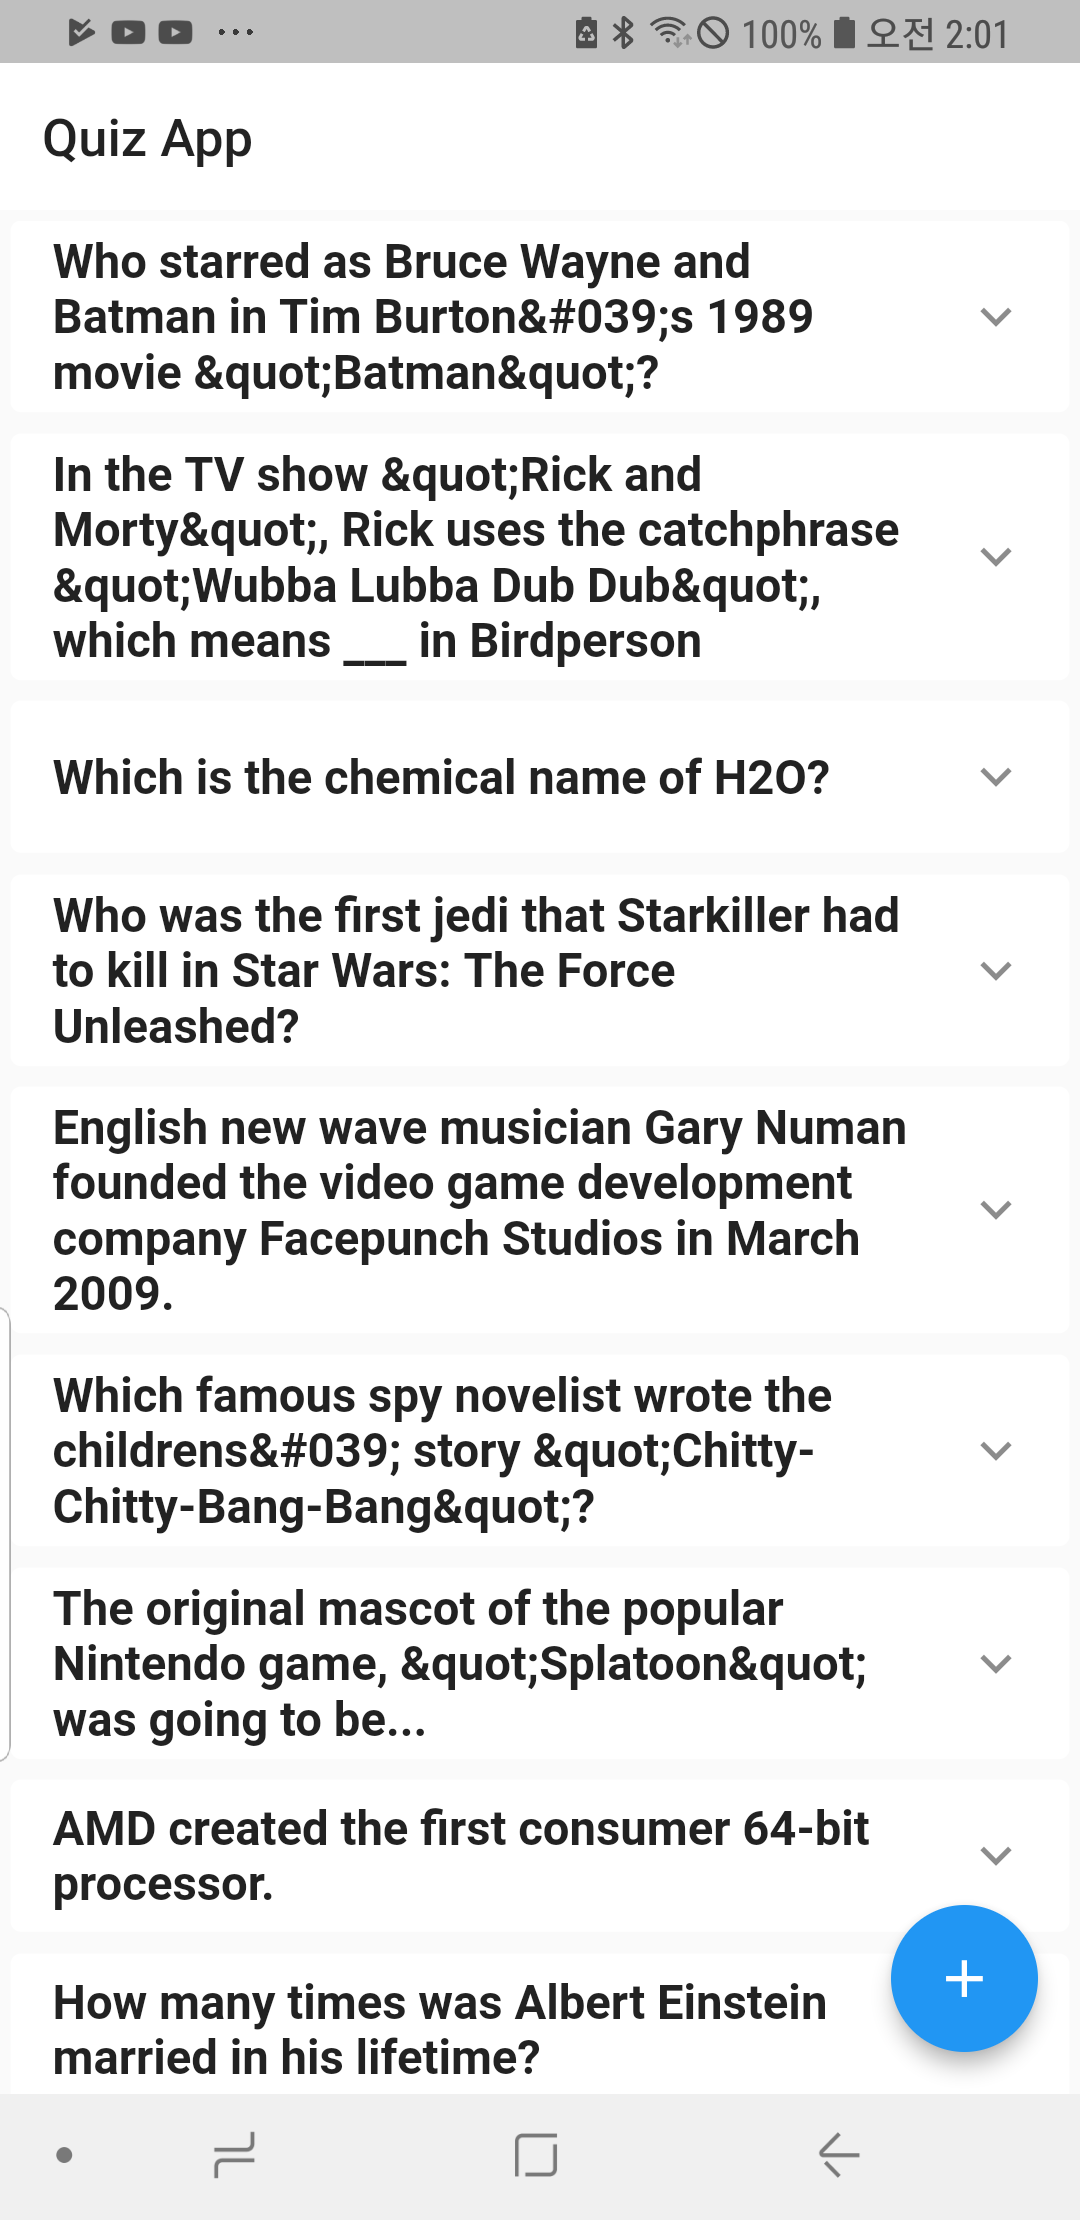 100% 오전 2:01
Quiz App
Who starred as Bruce Wayne and
Batman in Tim Burton&#039;s 1989
movie &quot;Batman&quot;?
In the TV show &quot;Rick and
Morty&quot;, Rick uses the catchphrase
&quot;Wubba Lubba Dub Dub&quot;,
which means ___ in Birdperson
Which is the chemical name of H2O?
Who was the first jedi that Starkiller had
to kill in Star Wars: The Force
Unleashed?
English new wave musician Gary Numan
founded the video game development
company Facepunch Studios in March
2009.
Which famous spy novelist wrote the
childrens&#039; story &quot;Chitty-
Chitty-Bang-Bang&quot;?
The original mascot of the popular
Nintendo game, &quot;Splatoon&quot;
was going to be...
AMD created the first consumer 64-bit
processor.
How many times was Albert Einstein
married in his lifetime?